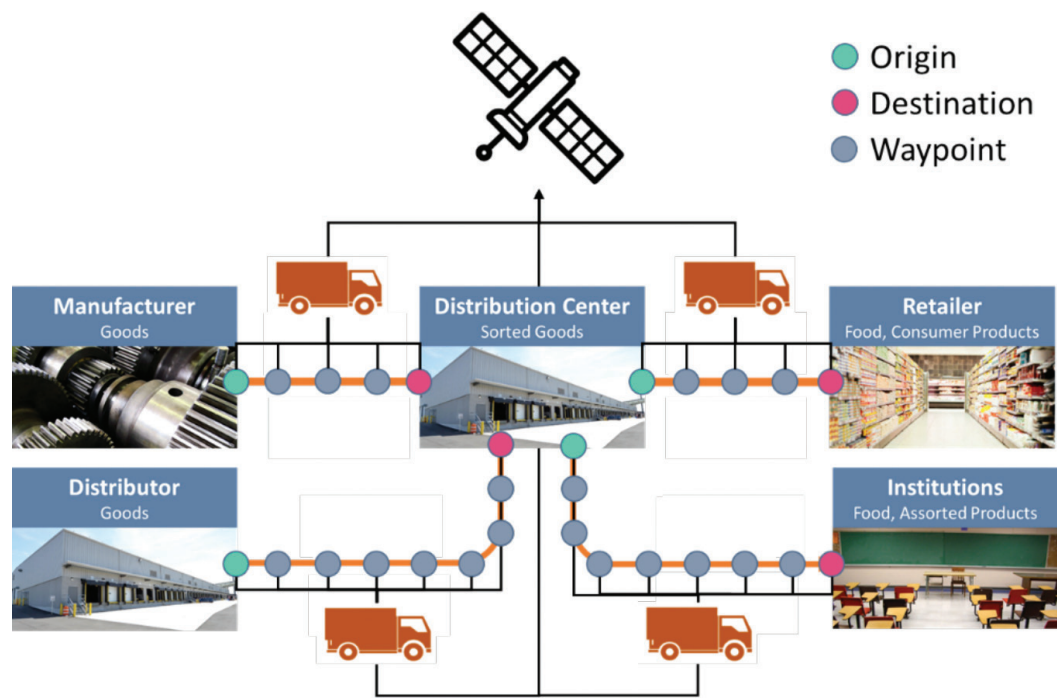 Origin
Destination
Waypoint
Manufacturer
Goods
Distribution Center
Sorted Goods
Retailer
Food, Consumer Products
Distributor
Goods
Institutions
Food, Assorted Products